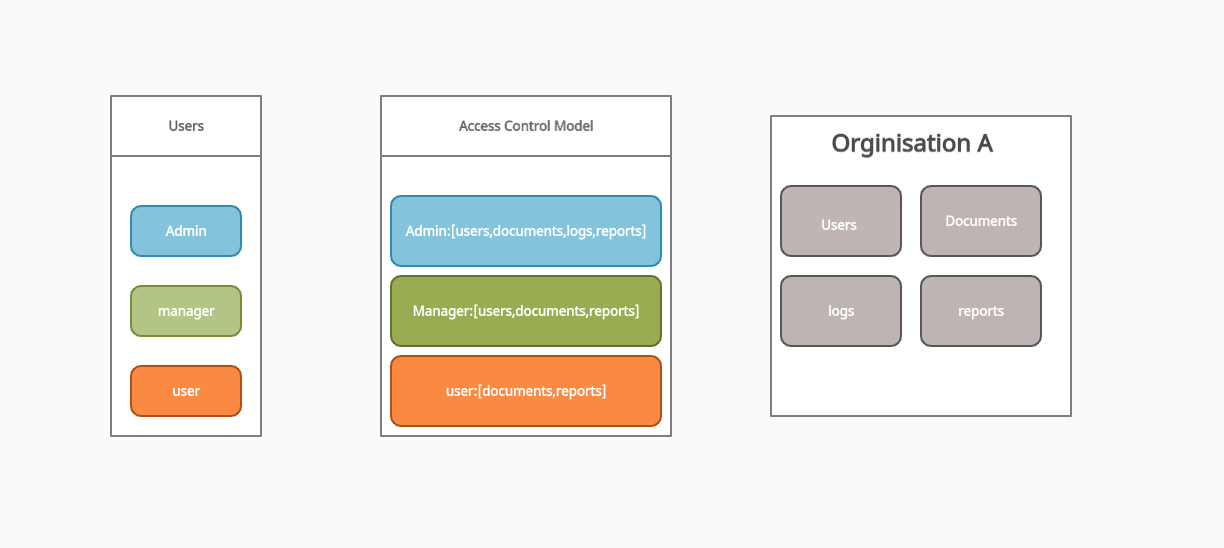 Users
Admin
manager
user
Access Control Model
Admin:[users,documents,logs,reports]
Manager:[users,documents,reports]
user:[documents,reports]
Orginisation A
Users
Documents
logs
reports